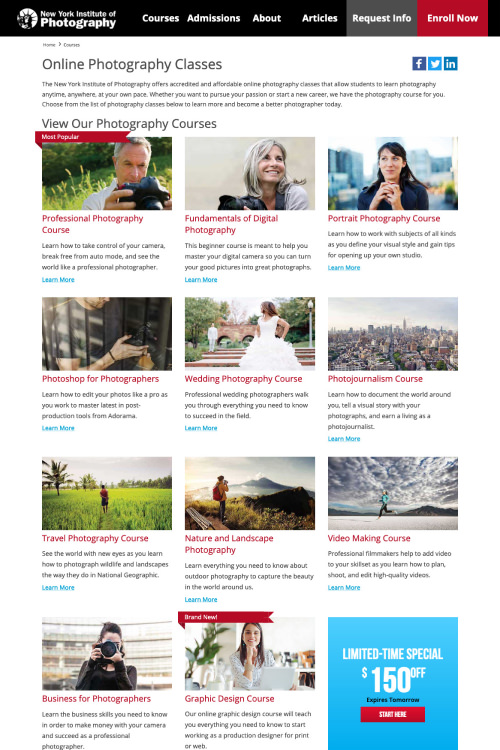 New York Institute of
Photography
Courses Admissions About Articles Request Info Enroll Now
Home > Courses
Online Photography Classes
The New York Institute of Photography offers accredited and affordable online photography classes that allow students to learn photography
anytime, anywhere, at your own pace. Whether you want to pursue your passion or start a new career, we have the photography course for you.
Choose from the list of photography classes below to learn more and become a better photographer today.
View Our Photography Courses
Most Popular
Professional Photography
Course
Learn how to take control of your camera,
break free from auto mode, and see the
world like a professional photographer.
Learn More
Fundamentals of Digital
Photography
This beginner course is meant to help you
master your digital camera so you can turn
your good pictures into great photographs.
Learn More
Portrait Photography Course
Learn how to work with subjects of all kinds
as you define your visual style and gain tips
for opening up your own studio.
Learn More
Photoshop for Photographers
Learn how to edit your photos like a pro as
you work to master latest in post-
production tools from Adorama.
Learn More
Wedding Photography Course
Professional wedding photographers walk
you through everything you need to know
to succeed in the field.
Learn More
Photojournalism Course
Learn how to document the world around
you, tell a visual story with your
photographs, and earn a living as a
photojournalist.
Learn More
Travel Photography Course
See the world with new eyes as you learn
how to photograph wildlife and landscapes
the way they do in National Geographic.
Learn More
Nature and Landscape
Photography
Learn everything you need to know about
outdoor photography to capture the beauty
in the world around us.
Learn More
Video Making Course
Professional filmmakers help to add video
to your skillset as you learn how to plan,
shoot, and edit high-quality videos.
Learn More
Business for Photographers
Learn the business skills you need to know
in order to make money with your camera
and succeed as a professional
photographer.
Brand New!
Graphic Design Course
Our online graphic design course will teach
you everything you need to know to start
working as a production designer for print
or web.
LIMITED-TIME SPECIAL
$150 OFF
Expires Tomorrow
START HERE